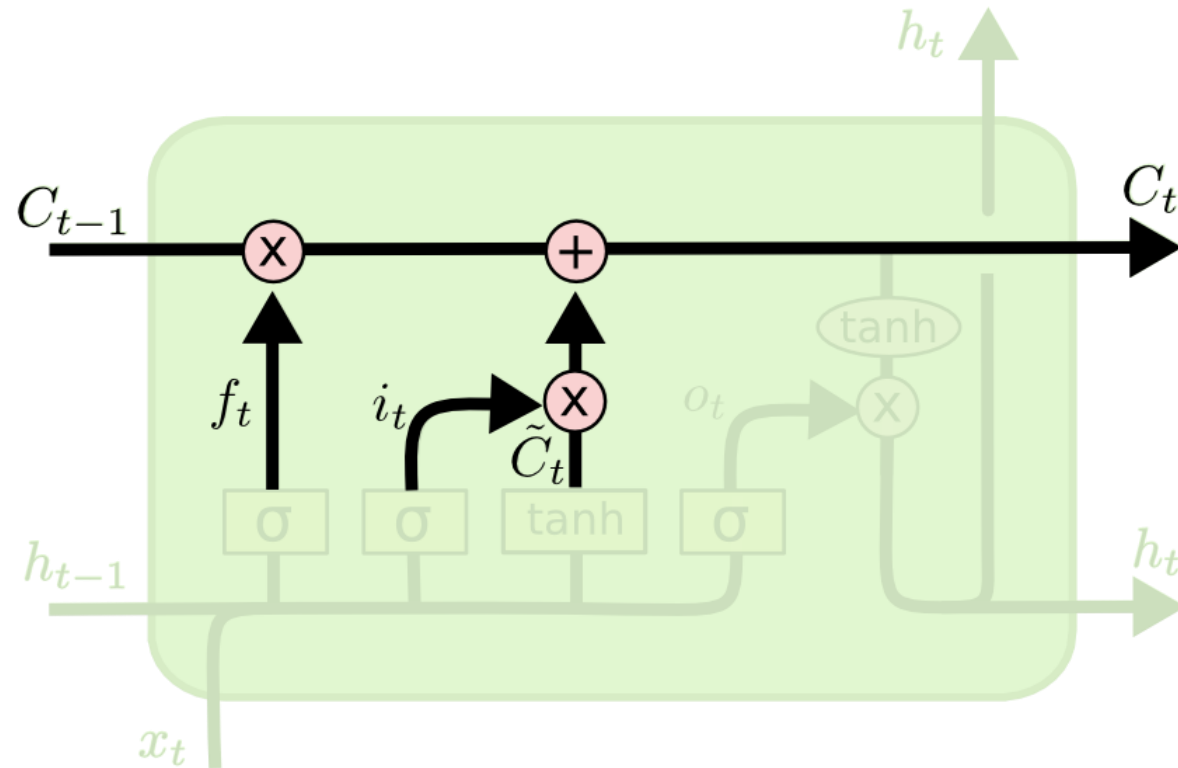 h_t
C_{t-1}
C_t
x
+
tanh
f_t
i_t
x
o_t
x
C̃_t
σ
σ
tanh
σ
h_{t-1}
h_t
x_t